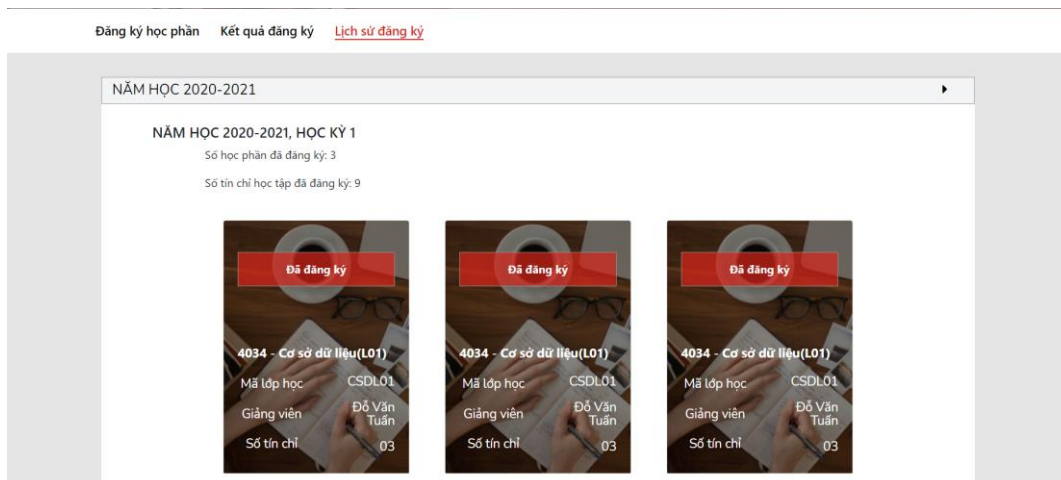 Đăng ký học phần Kết quả đăng ký Lịch sử đăng ký
NĂM HỌC 2020-2021
NĂM HỌC 2020-2021, HỌC KỲ 1
Số học phần đã đăng ký: 3
Số tín chỉ học tập đã đăng ký: 9
Đã đăng ký
4034 - Cơ sở dữ liệu(L01)
Mã lớp học CSDL01
Giảng viên Đỗ Văn
Tuấn
Số tín chỉ 03
Đã đăng ký
4034 - Cơ sở dữ liệu(L01)
Mã lớp học CSDL01
Giảng viên Đỗ Văn
Tuấn
Số tín chỉ 03
Đã đăng ký
4034 - Cơ sở dữ liệu(L01)
Mã lớp học CSDL01
Giảng viên Đỗ Văn
Tuấn
Số tín chỉ 03